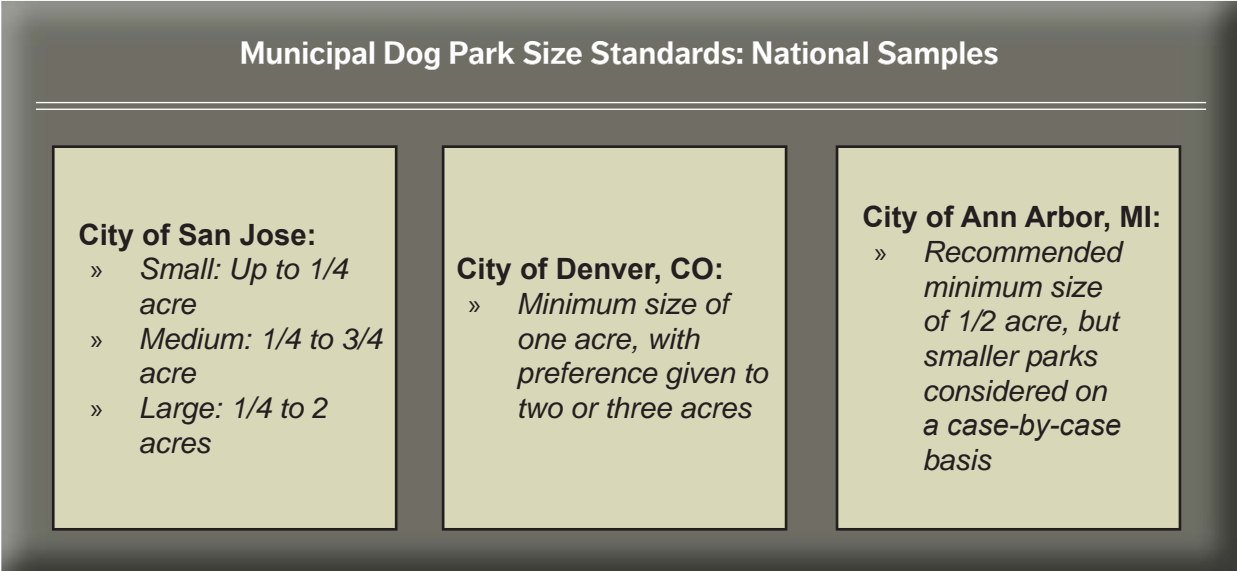 Municipal Dog Park Size Standards: National Samples
City of San Jose:
» Small: Up to 1/4
acre
» Medium: 1/4 to 3/4
acre
» Large: 1/4 to 2
acres
City of Denver, CO:
» Minimum size of
one acre, with
preference given to
two or three acres
City of Ann Arbor, MI:
» Recommended
minimum size
of 1/2 acre, but
smaller parks
considered on
a case-by-case
basis